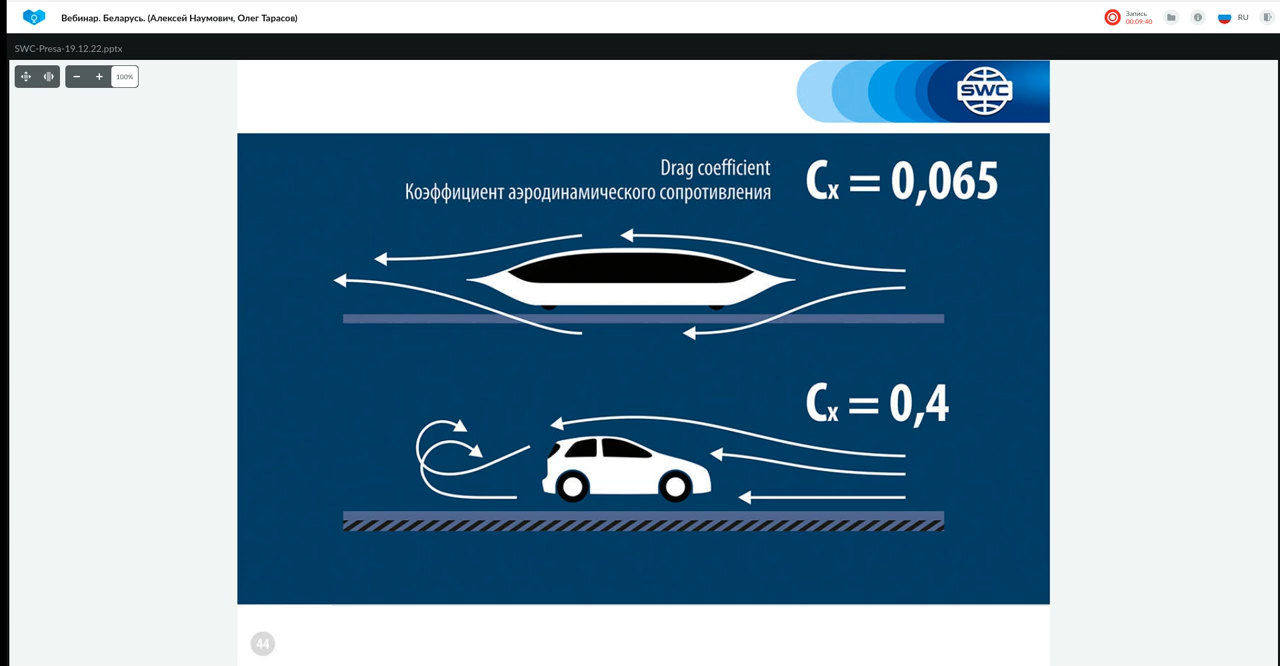 Вебинар. Беларусь. (Алексей Наумович, Олег Тарасов)
Запись
00:09:40
RU
SWC-Presa-19.12.22.pptx
100%
SWC
Drag coefficient
Коэффициент аэродинамического сопротивления
Cx = 0,065
Cx = 0,4
44